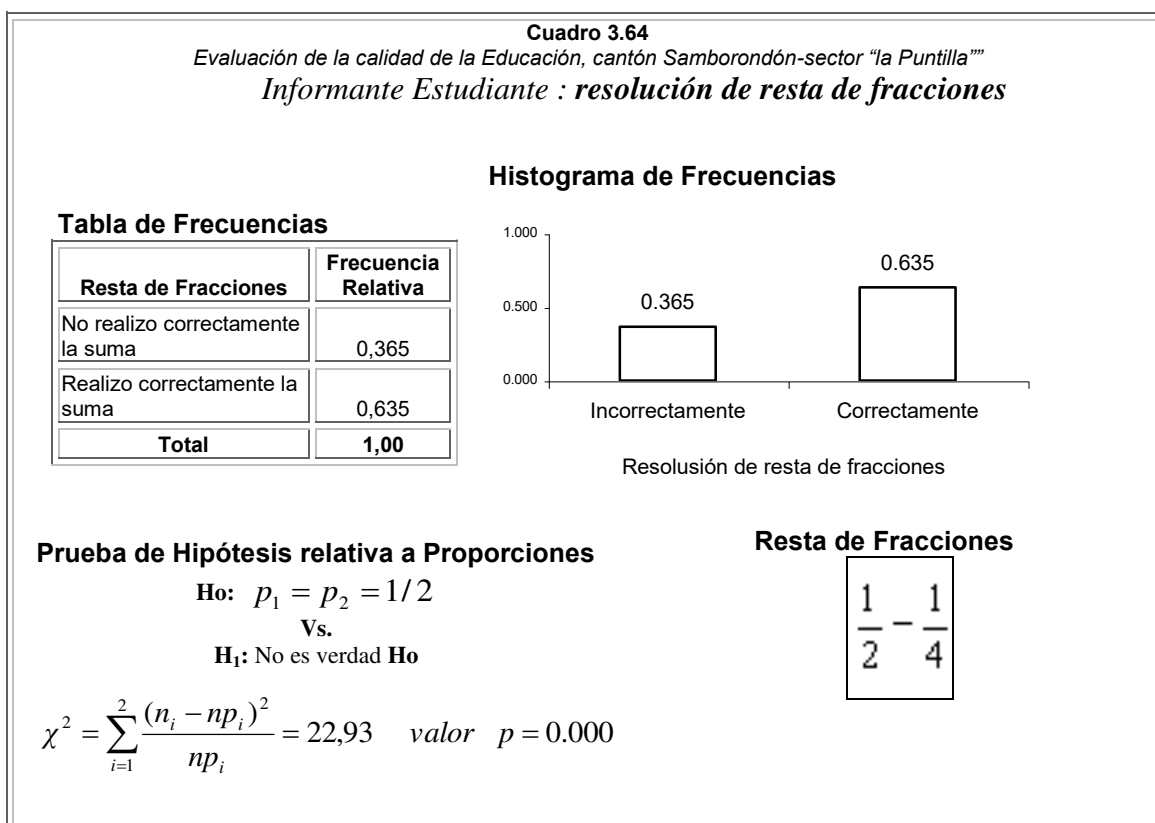 Cuadro 3.64
Evaluación de la calidad de la Educación, cantón Samborondón-sector “la Puntilla””
Informante Estudiante : resolución de resta de fracciones
Histograma de Frecuencias
Tabla de Frecuencias
Resta de Fracciones
Frecuencia
Relativa
No realizo correctamente
la suma
0,365
Realizo correctamente la
suma
0,635
Total
1,00
1.000
0.500
0.000
0.365
0.635
Incorrectamente
Correctamente
Resolusión de resta de fracciones
Prueba de Hipótesis relativa a Proporciones
Ho: p₁ = p₂ = 1/2
Vs.
H₁: No es verdad Ho
χ² = ∑_{i=1}^{2} (n_i − np_i)² / np_i = 22,93 valor p = 0.000
Resta de Fracciones
1/2 − 1/4